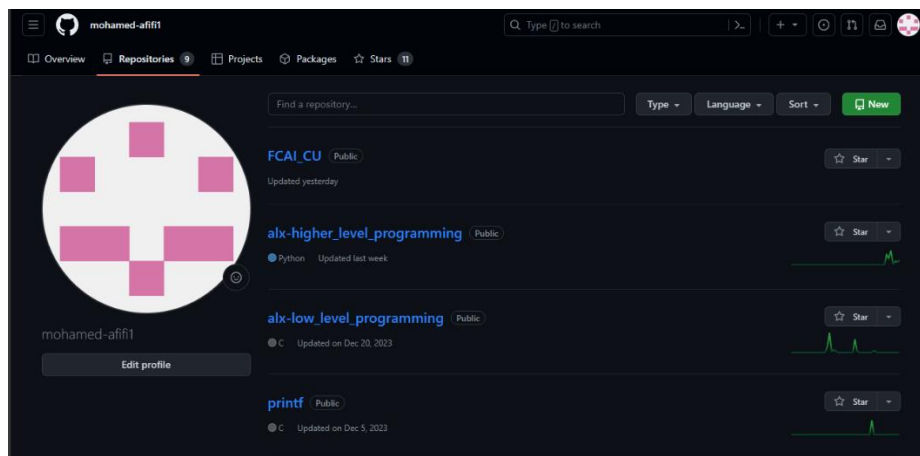 mohamed-afifi1
Type / to search
Overview Repositories 9 Projects Packages Stars 11
Find a repository...
Type Language Sort New
FCAI_CU Public
Star
Updated yesterday
alx-higher_level_programming Public
Star
Python Updated last week
alx-low_level_programming Public
Star
C Updated on Dec 20, 2023
mohamed-afifi1
Edit profile
printf Public
Star
C Updated on Dec 5, 2023